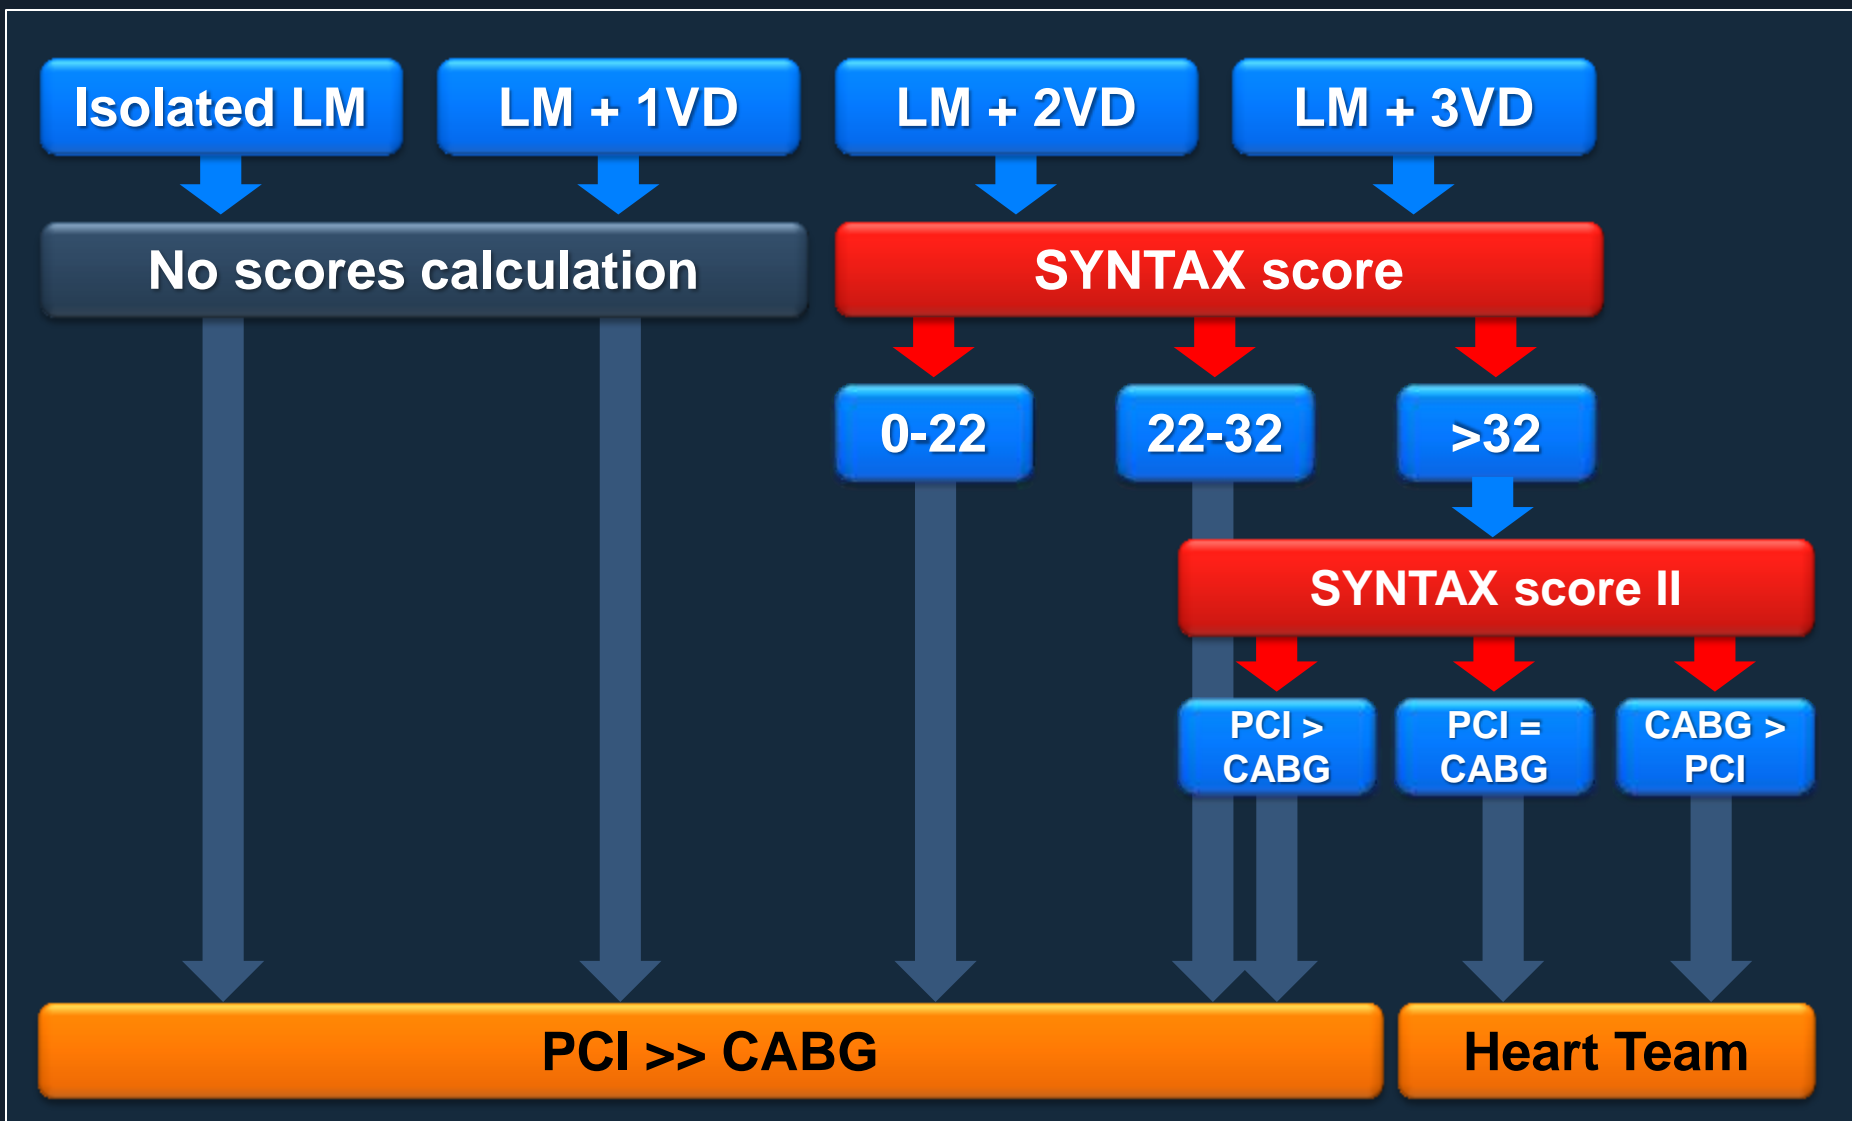 Isolated LM
LM + 1VD
LM + 2VD
LM + 3VD
No scores calculation
SYNTAX score
0-22
22-32
>32
SYNTAX score II
PCI >
CABG
PCI =
CABG
CABG >
PCI
PCI >> CABG
Heart Team